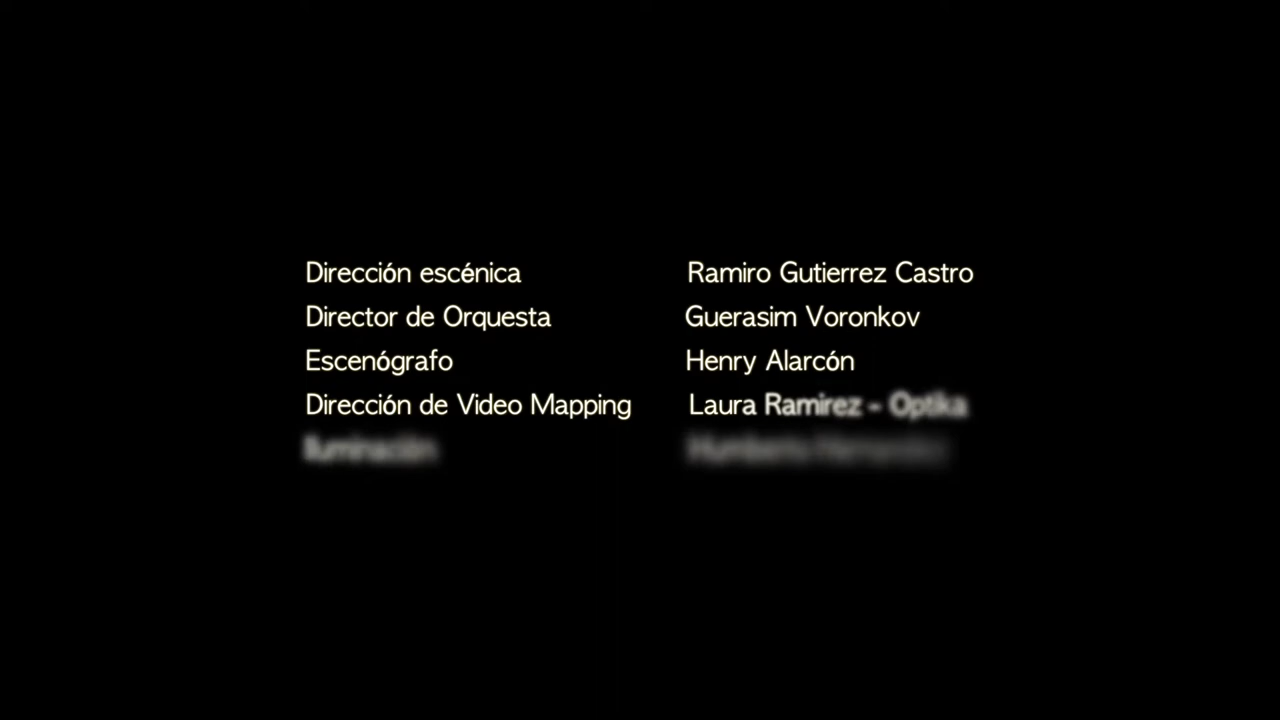 Dirección escénica Ramiro Gutierrez Castro
Director de Orquesta Guerasim Voronkov
Escenógrafo Henry Alarcón
Dirección de Video Mapping Laura Ramirez - Optika
Iluminación